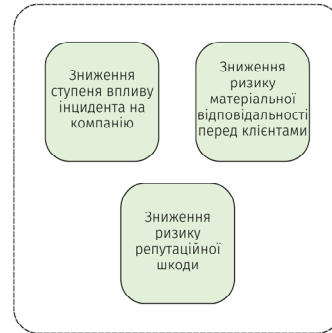 Зниження
ступеня впливу
інцидента на
компанію
Зниження
ризику
матеріальної
відповідальності
перед клієнтами
Зниження
ризику
репутаційної
шкоди